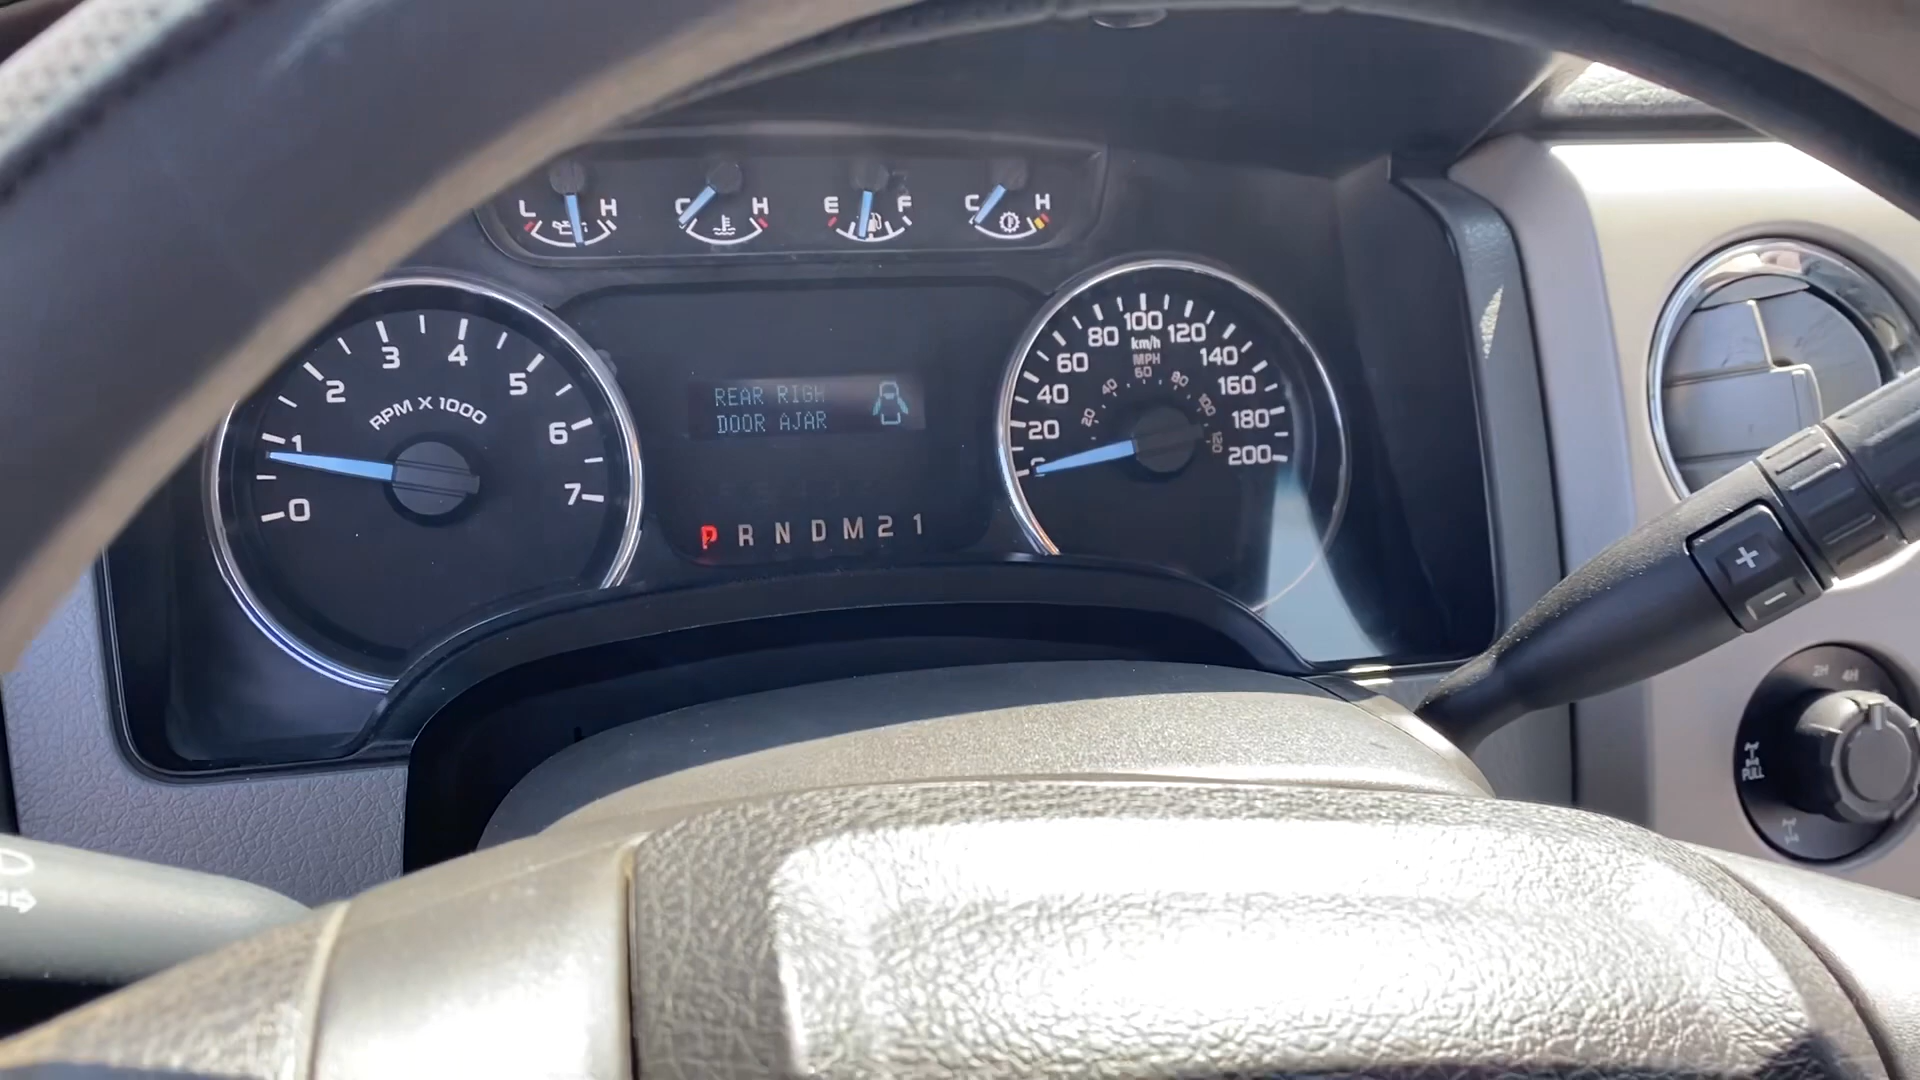 L H
C H
E F
C H
0 1 2 3 4 5 6 7
RPM X 1000
REAR RIGH
DOOR AJAR
P R N D M 2 1
20 40 60 80 100 120 140 160 180 200
km/h
MPH
20 40 60 80 100 120
+
−
2H 4H
PULL